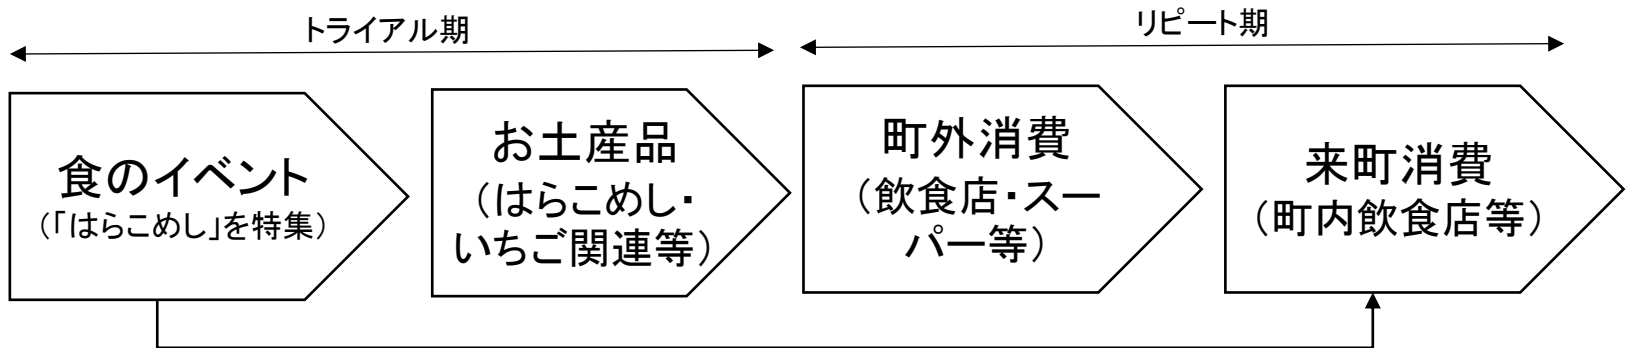 トライアル期
リピート期
食のイベント
（「はらこめし」を特集）
お土産品
（はらこめし・
いちご関連等）
町外消費
（飲食店・スー
パー等）
来町消費
（町内飲食店等）